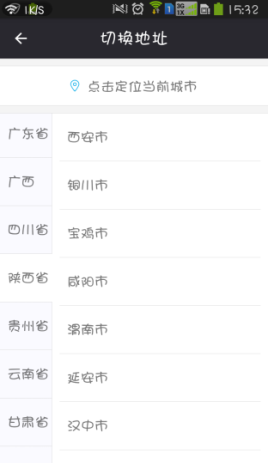 1K/S
15:32
切换地址
点击定位当前城市
广东省
西安市
广西
铜川市
四川省
宝鸡市
陕西省
咸阳市
贵州省
渭南市
云南省
延安市
甘肃省
汉中市